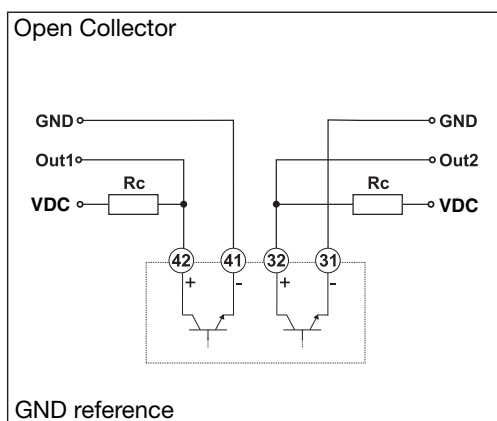 Open Collector
GND GND
Out1 Out2
Rc Rc
VDC VDC
42 41 32 31
+ - + -
GND reference